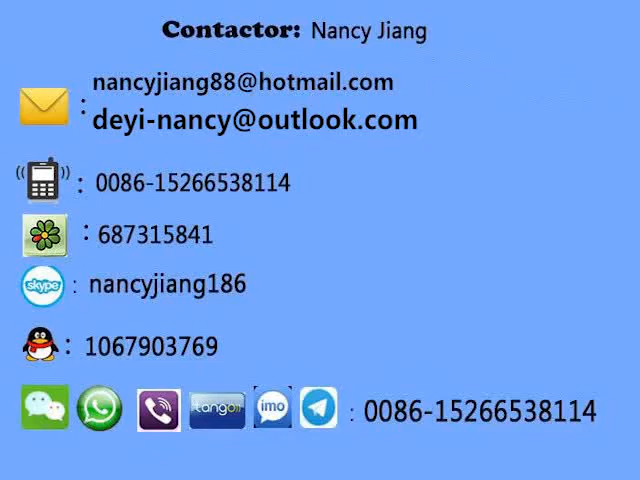 Contactor: Nancy Jiang
nancyjiang88@hotmail.com
: deyi-nancy@outlook.com
: 0086-15266538114
: 687315841
skype : nancyjiang186
: 1067903769
tango imo : 0086-15266538114